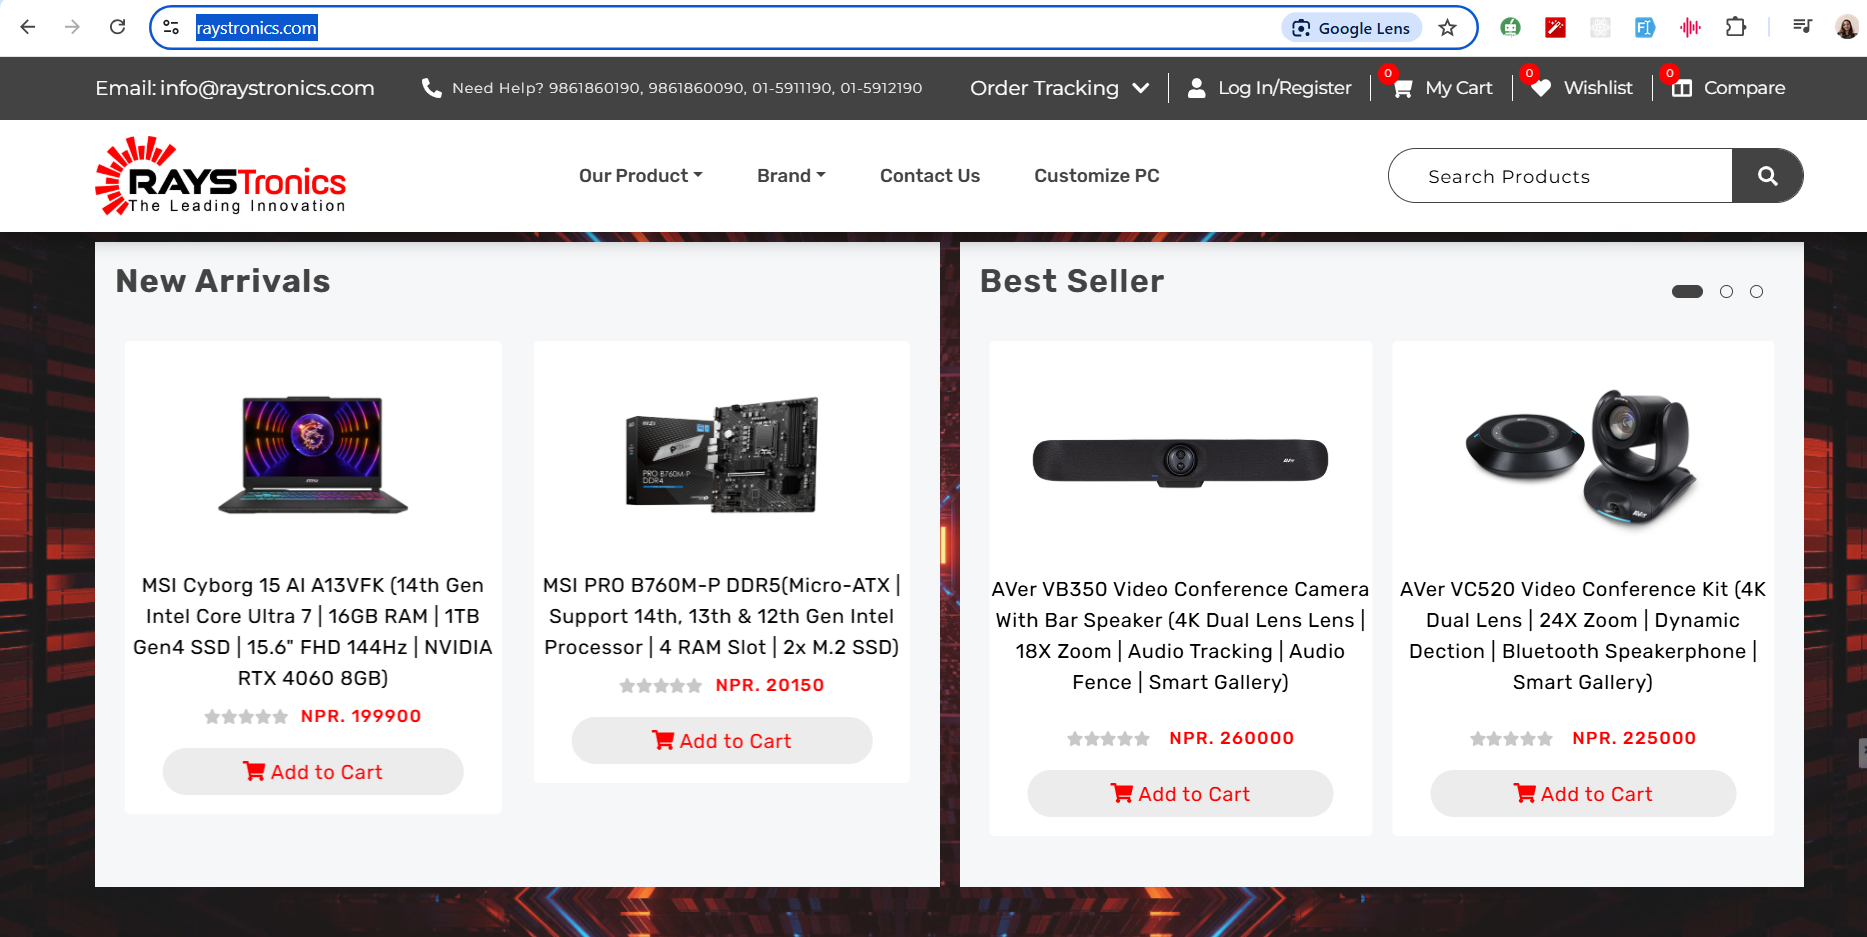 raystronics.com
Google Lens
Email: info@raystronics.com
Need Help? 9861860190, 9861860090, 01-5911190, 01-5912190
Order Tracking
Log In/Register
0
My Cart
0
Wishlist
0
Compare
RAYSTronics
The Leading Innovation
Our Product
Brand
Contact Us
Customize PC
Search Products
New Arrivals
MSI Cyborg 15 AI A13VFK (14th Gen
Intel Core Ultra 7 | 16GB RAM | 1TB
Gen4 SSD | 15.6" FHD 144Hz | NVIDIA
RTX 4060 8GB)
NPR. 199900
Add to Cart
PRO B760M-P
DDR4
MSI PRO B760M-P DDR5(Micro-ATX |
Support 14th, 13th & 12th Gen Intel
Processor | 4 RAM Slot | 2x M.2 SSD)
NPR. 20150
Add to Cart
Best Seller
AVer VB350 Video Conference Camera
With Bar Speaker (4K Dual Lens Lens |
18X Zoom | Audio Tracking | Audio
Fence | Smart Gallery)
NPR. 260000
Add to Cart
AVer
AVer VC520 Video Conference Kit (4K
Dual Lens | 24X Zoom | Dynamic
Dection | Bluetooth Speakerphone |
Smart Gallery)
NPR. 225000
Add to Cart